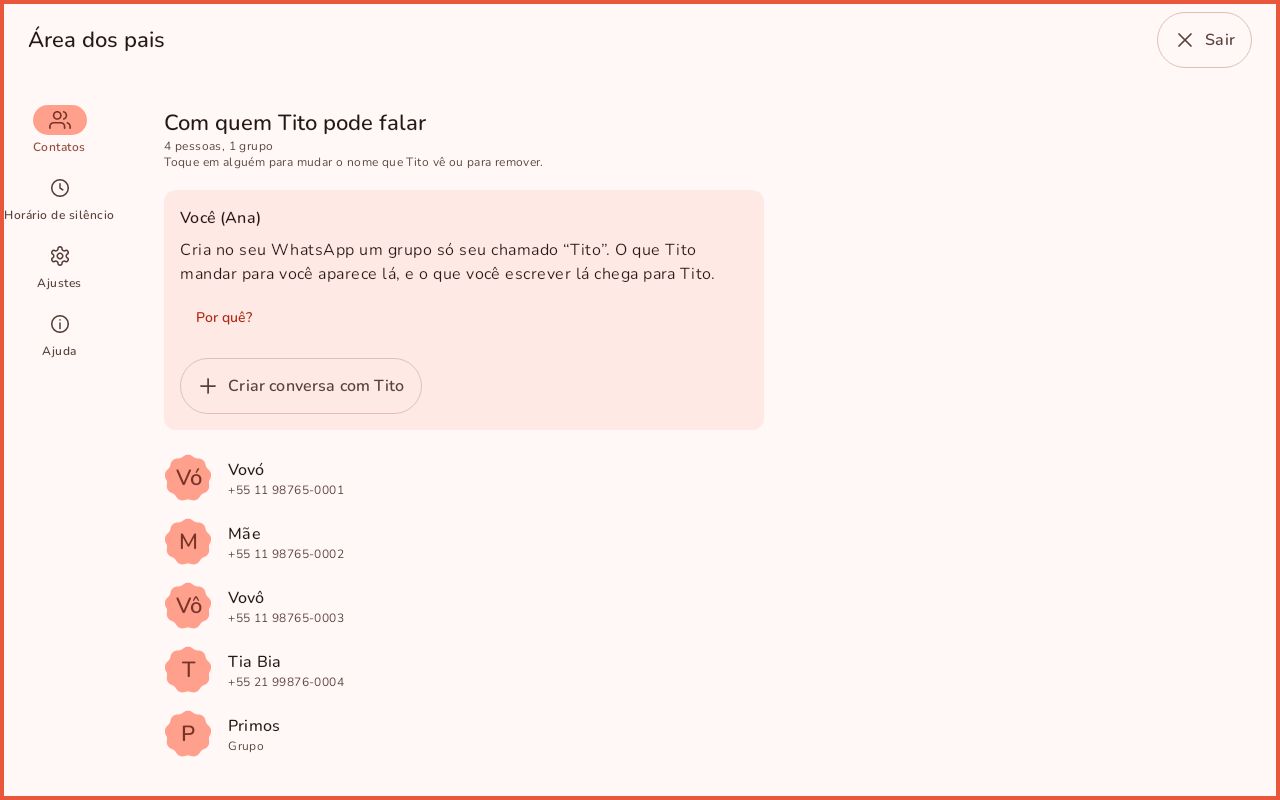 Área dos pais
Sair
Contatos
Horário de silêncio
Ajustes
Ajuda
Com quem Tito pode falar
4 pessoas, 1 grupo
Toque em alguém para mudar o nome que Tito vê ou para remover.
Você (Ana)
Cria no seu WhatsApp um grupo só seu chamado “Tito”. O que Tito
mandar para você aparece lá, e o que você escrever lá chega para Tito.
Por quê?
Criar conversa com Tito
Vó
Vovó
+55 11 98765-0001
M
Mãe
+55 11 98765-0002
Vô
Vovô
+55 11 98765-0003
T
Tia Bia
+55 21 99876-0004
P
Primos
Grupo